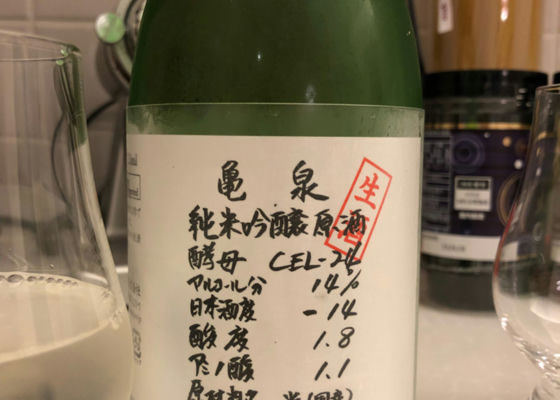 亀 泉
生酒
純米吟醸原酒
酵母 CEL-24
アルコール分 14%
日本酒度 -14
酸度 1.8
アミノ酸 1.1